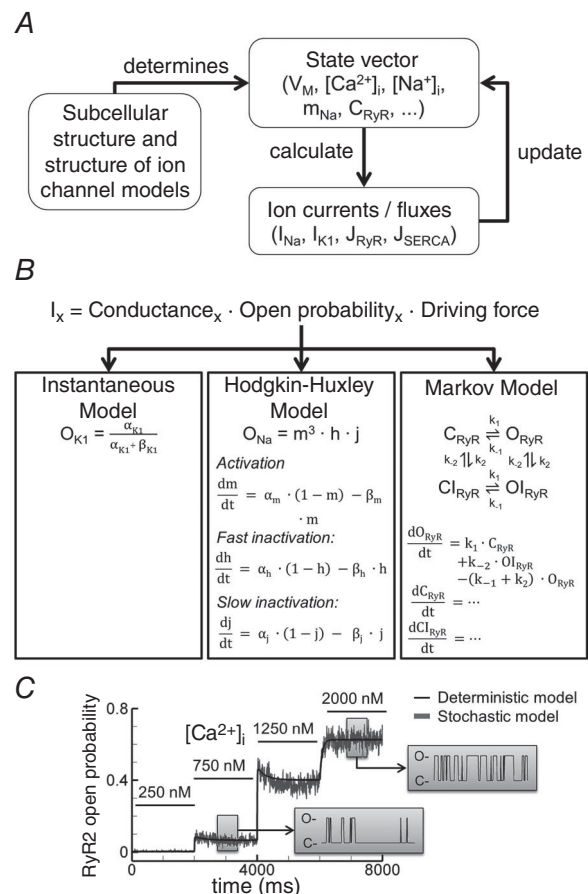 A
determines
State vector
(V_M, [Ca²⁺]_i, [Na⁺]_i,
m_Na, C_RyR, ...)
Subcellular
structure and
structure of ion
channel models
calculate
update
Ion currents / fluxes
(I_Na, I_K1, J_RyR, J_SERCA)
B
I_x = Conductance_x · Open probability_x · Driving force
Instantaneous
Model
O_K1 = α_K1 / (α_K1 + β_K1)
Hodgkin-Huxley
Model
O_Na = m³ · h · j
Activation
dm/dt = α_m · (1 − m) − β_m
· m
Fast inactivation:
dh/dt = α_h · (1 − h) − β_h · h
Slow inactivation:
dj/dt = α_j · (1 − j) − β_j · j
Markov Model
k_1
C_RyR ⇌ O_RyR
k_-1
k_-2 ⇅ k_2 k_-2 ⇅ k_2
k_1
CI_RyR ⇌ OI_RyR
k_-1
dO_RyR/dt = k_1 · C_RyR
+k_−2 · OI_RyR
−(k_−1 + k_2) · O_RyR
dC_RyR/dt = ⋯
dCI_RyR/dt = ⋯
C
RyR2 open probability
0.8
0.4
0
[Ca²⁺]_i
250 nM
750 nM
1250 nM
2000 nM
Deterministic model
Stochastic model
O-
C-
O-
C-
0 2000 4000 6000 8000
time (ms)